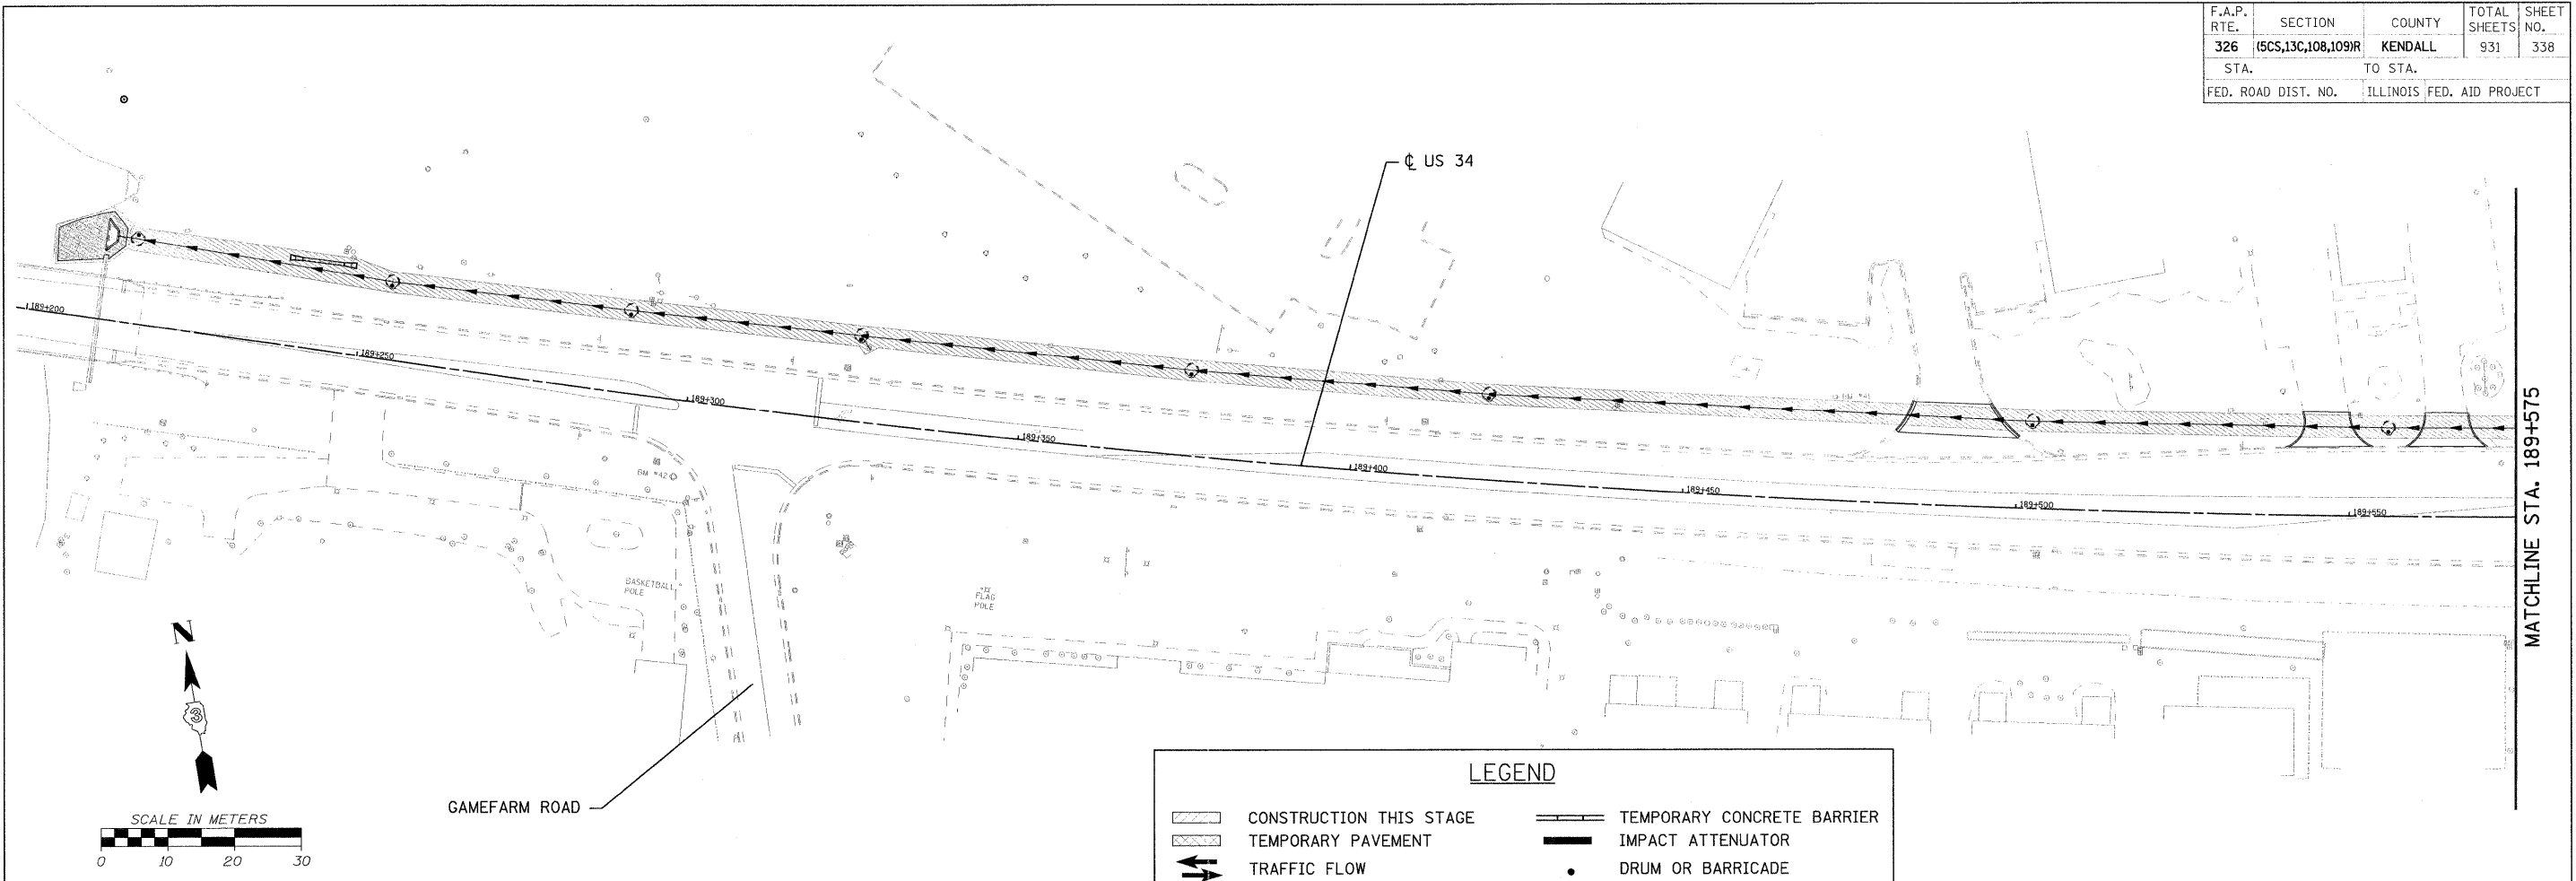 F.A.P. RTE. SECTION COUNTY TOTAL SHEETS SHEET NO.
326 (5CS,13C,108,109)R KENDALL 931 338
STA. TO STA.
FED. ROAD DIST. NO. ILLINOIS FED. AID PROJECT
℄ US 34
189+200
189+250
189+300
189+350
189+400
189+450
189+500
189+550
MATCHLINE STA. 189+575
BM #42
BASKETBALL POLE
FLAG POLE
N
3
GAMEFARM ROAD
SCALE IN METERS
0 10 20 30
LEGEND
CONSTRUCTION THIS STAGE
TEMPORARY PAVEMENT
TRAFFIC FLOW
TEMPORARY CONCRETE BARRIER
IMPACT ATTENUATOR
DRUM OR BARRICADE